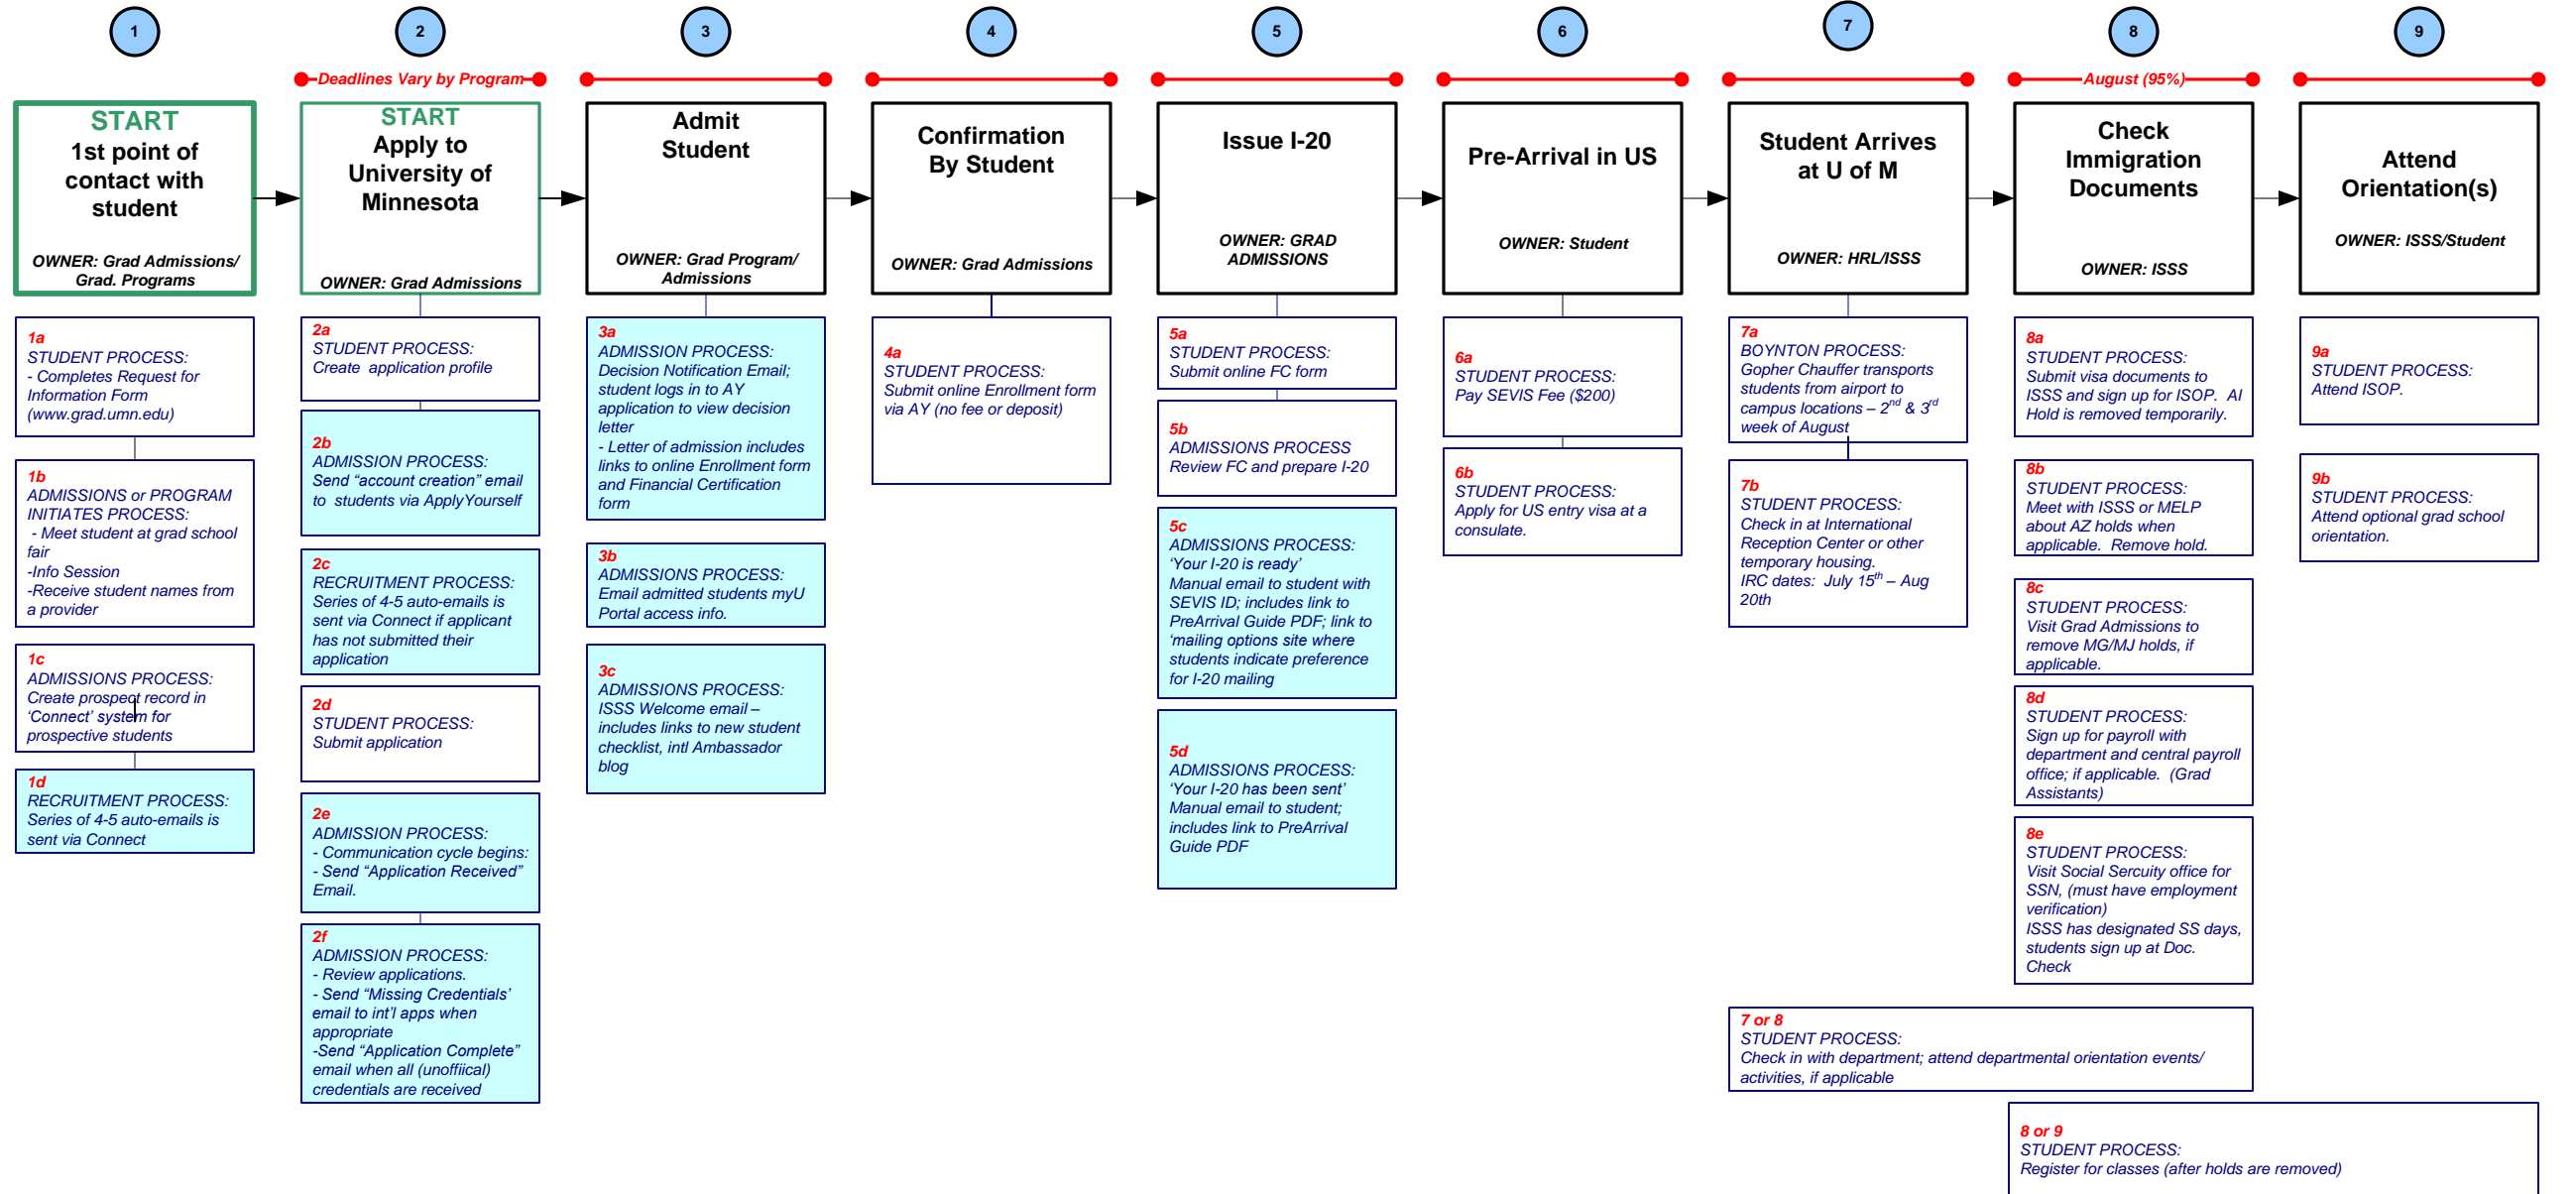 1
2
3
4
5
6
7
8
9
Deadlines Vary by Program
August (95%)
START
1st point of
contact with
student
OWNER: Grad Admissions/
Grad. Programs
START
Apply to
University of
Minnesota
OWNER: Grad Admissions
Admit
Student
OWNER: Grad Program/
Admissions
Confirmation
By Student
OWNER: Grad Admissions
Issue I-20
OWNER: GRAD
ADMISSIONS
Pre-Arrival in US
OWNER: Student
Student Arrives
at U of M
OWNER: HRL/ISSS
Check
Immigration
Documents
OWNER: ISSS
Attend
Orientation(s)
OWNER: ISSS/Student
1a
STUDENT PROCESS:
- Completes Request for
Information Form
(www.grad.umn.edu)
1b
ADMISSIONS or PROGRAM
INITIATES PROCESS:
- Meet student at grad school
fair
-Info Session
-Receive student names from
a provider
1c
ADMISSIONS PROCESS:
Create prospect record in
‘Connect’ system for
prospective students
1d
RECRUITMENT PROCESS:
Series of 4-5 auto-emails is
sent via Connect
2a
STUDENT PROCESS:
Create application profile
2b
ADMISSION PROCESS:
Send “account creation” email
to students via ApplyYourself
2c
RECRUITMENT PROCESS:
Series of 4-5 auto-emails is
sent via Connect if applicant
has not submitted their
application
2d
STUDENT PROCESS:
Submit application
2e
ADMISSION PROCESS:
- Communication cycle begins:
- Send “Application Received”
Email.
2f
ADMISSION PROCESS:
- Review applications.
- Send “Missing Credentials’
email to int’l apps when
appropriate
-Send “Application Complete”
email when all (unoffiical)
credentials are received
3a
ADMISSION PROCESS:
Decision Notification Email;
student logs in to AY
application to view decision
letter
- Letter of admission includes
links to online Enrollment form
and Financial Certification
form
3b
ADMISSIONS PROCESS:
Email admitted students myU
Portal access info.
3c
ADMISSIONS PROCESS:
ISSS Welcome email –
includes links to new student
checklist, intl Ambassador
blog
4a
STUDENT PROCESS:
Submit online Enrollment form
via AY (no fee or deposit)
5a
STUDENT PROCESS:
Submit online FC form
5b
ADMISSIONS PROCESS
Review FC and prepare I-20
5c
ADMISSIONS PROCESS:
‘Your I-20 is ready’
Manual email to student with
SEVIS ID; includes link to
PreArrival Guide PDF; link to
‘mailing options site where
students indicate preference
for I-20 mailing
5d
ADMISSIONS PROCESS:
‘Your I-20 has been sent’
Manual email to student;
includes link to PreArrival
Guide PDF
6a
STUDENT PROCESS:
Pay SEVIS Fee ($200)
6b
STUDENT PROCESS:
Apply for US entry visa at a
consulate.
7a
BOYNTON PROCESS:
Gopher Chauffer transports
students from airport to
campus locations – 2nd & 3rd
week of August
7b
STUDENT PROCESS:
Check in at International
Reception Center or other
temporary housing.
IRC dates: July 15th – Aug
20th
8a
STUDENT PROCESS:
Submit visa documents to
ISSS and sign up for ISOP. AI
Hold is removed temporarily.
8b
STUDENT PROCESS:
Meet with ISSS or MELP
about AZ holds when
applicable. Remove hold.
8c
STUDENT PROCESS:
Visit Grad Admissions to
remove MG/MJ holds, if
applicable.
8d
STUDENT PROCESS:
Sign up for payroll with
department and central payroll
office; if applicable. (Grad
Assistants)
8e
STUDENT PROCESS:
Visit Social Sercuity office for
SSN, (must have employment
verification)
ISSS has designated SS days,
students sign up at Doc.
Check
9a
STUDENT PROCESS:
Attend ISOP.
9b
STUDENT PROCESS:
Attend optional grad school
orientation.
7 or 8
STUDENT PROCESS:
Check in with department; attend departmental orientation events/
activities, if applicable
8 or 9
STUDENT PROCESS:
Register for classes (after holds are removed)